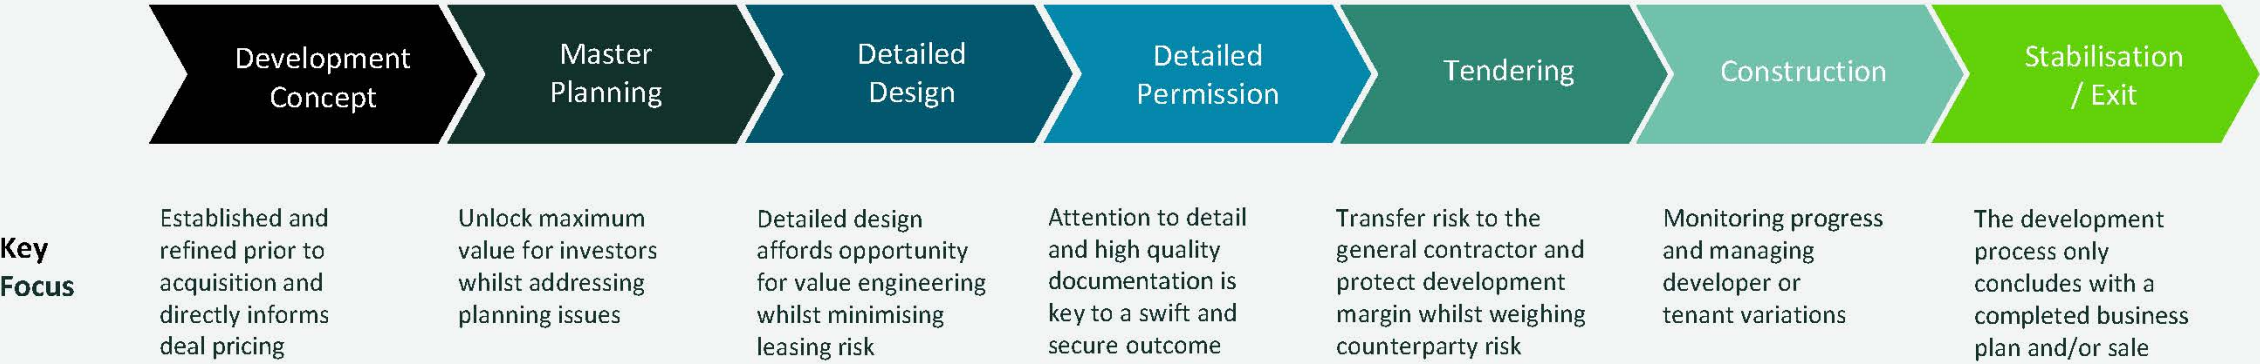 Development
Concept
Master
Planning
Detailed
Design
Detailed
Permission
Tendering
Construction
Stabilisation
/ Exit
Key
Focus
Established and
refined prior to
acquisition and
directly informs
deal pricing
Unlock maximum
value for investors
whilst addressing
planning issues
Detailed design
affords opportunity
for value engineering
whilst minimising
leasing risk
Attention to detail
and high quality
documentation is
key to a swift and
secure outcome
Transfer risk to the
general contractor and
protect development
margin whilst weighing
counterparty risk
Monitoring progress
and managing
developer or
tenant variations
The development
process only
concludes with a
completed business
plan and/or sale